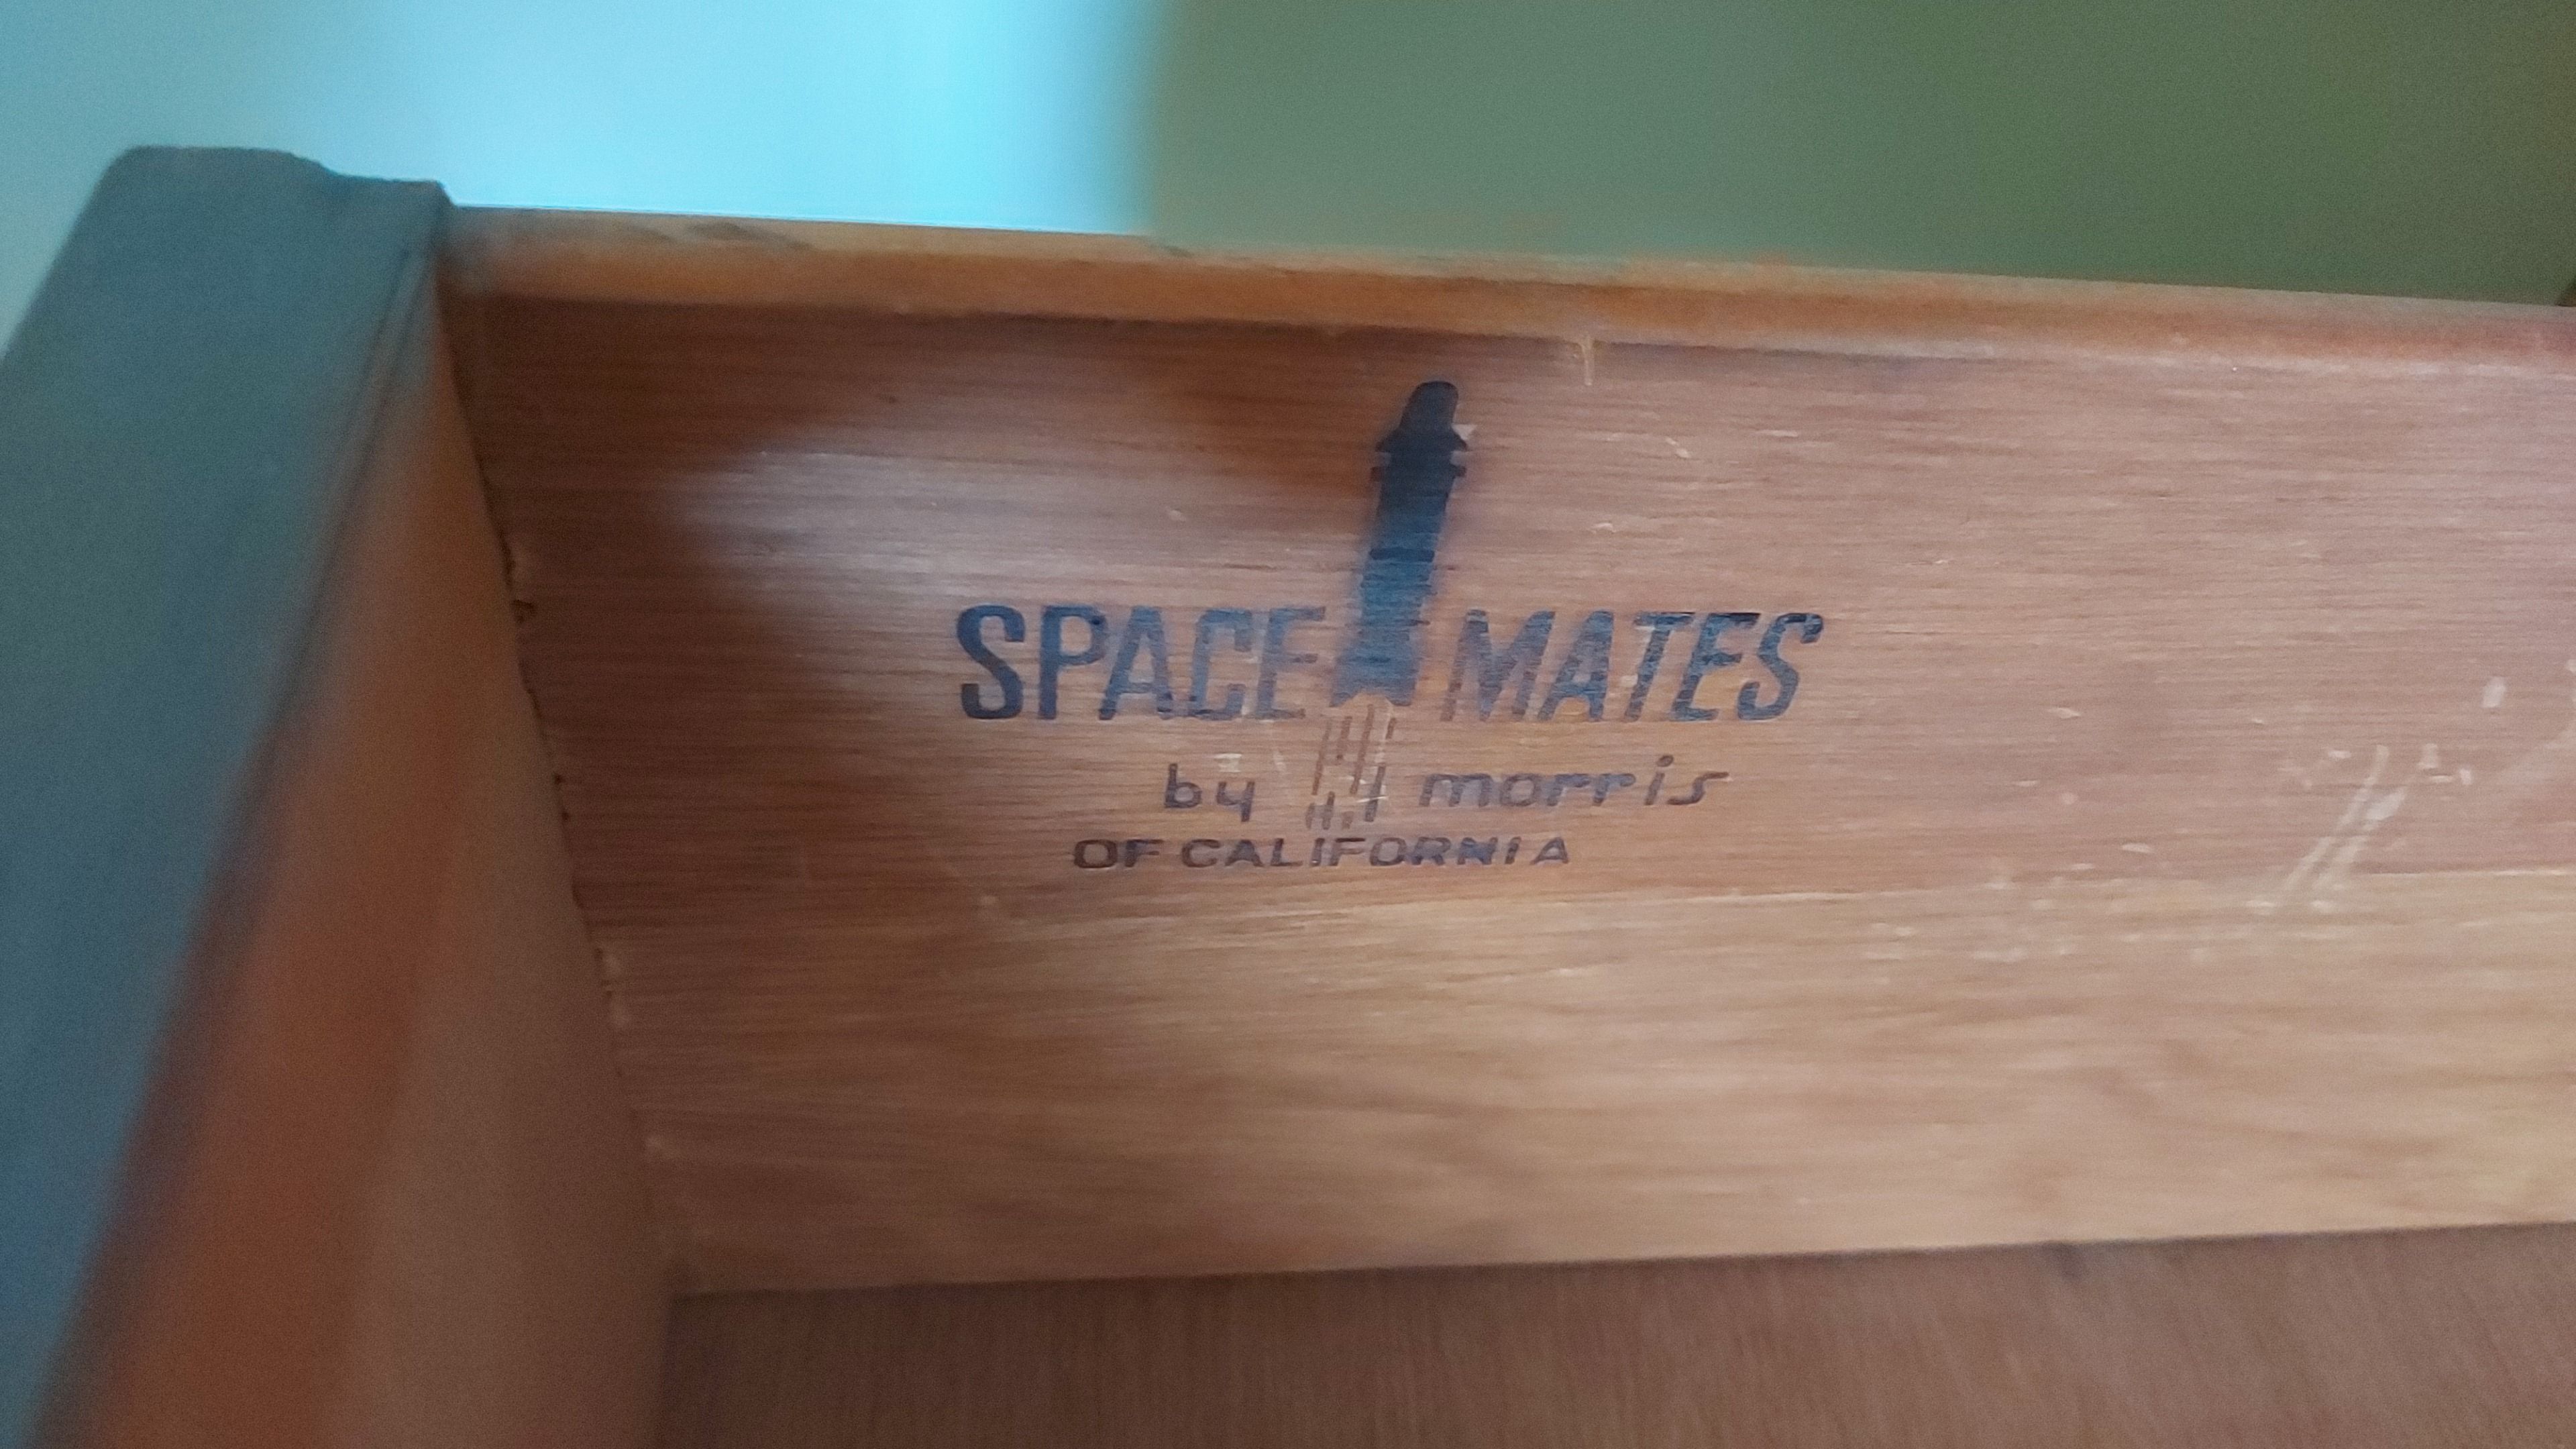 SPACE MATES
by morris
OF CALIFORNIA